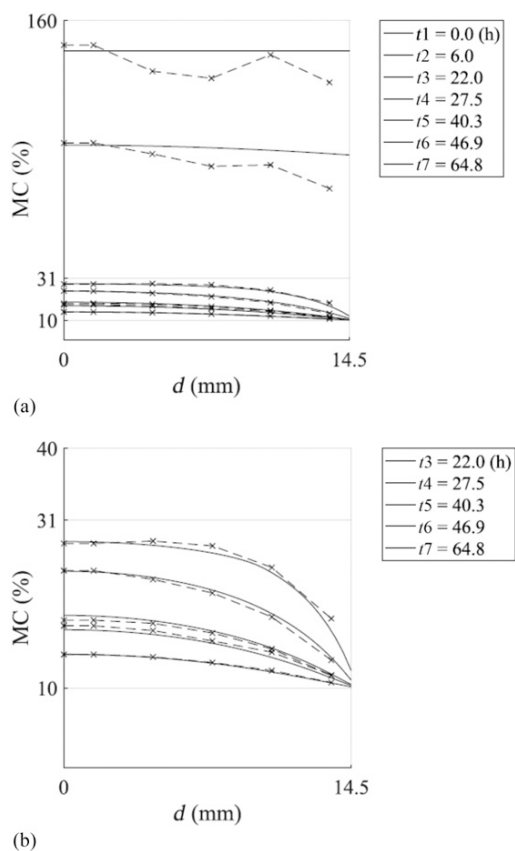 160
MC (%)
31
10
0
14.5
d (mm)
t1 = 0.0 (h)
t2 = 6.0
t3 = 22.0
t4 = 27.5
t5 = 40.3
t6 = 46.9
t7 = 64.8
(a)
40
31
MC (%)
10
0
14.5
d (mm)
t3 = 22.0 (h)
t4 = 27.5
t5 = 40.3
t6 = 46.9
t7 = 64.8
(b)